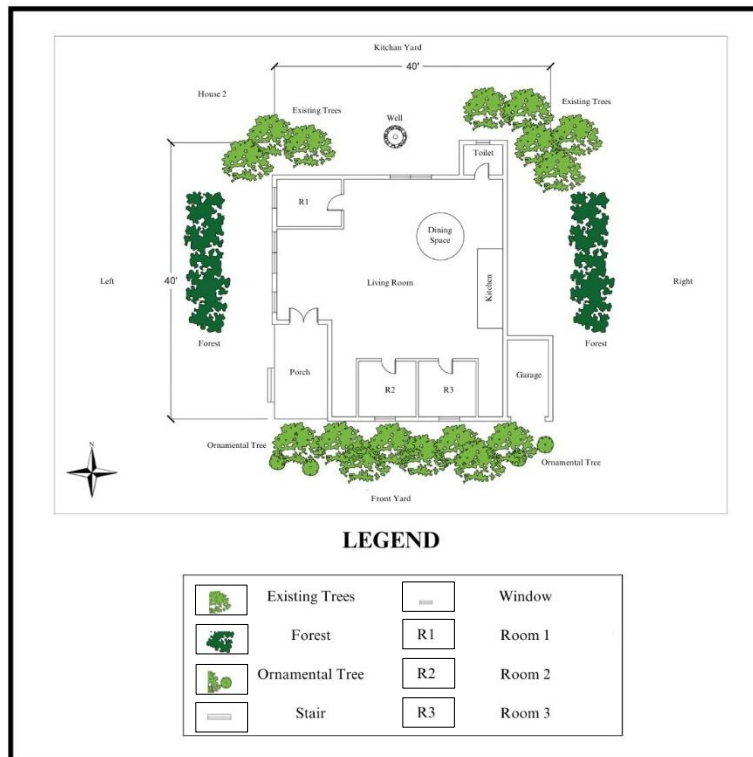 Kitchan Yard
40'
House 2
Existing Trees
Existing Trees
Well
Toilet
R1
Dining
Space
Left
40'
Living Room
Kitchen
Right
Forest
Forest
Porch
R2
R3
Garage
Ornamental Tree
Ornamental Tree
N
Front Yard
LEGEND
Existing Trees
Window
Forest
R1
Room 1
Ornamental Tree
R2
Room 2
Stair
R3
Room 3